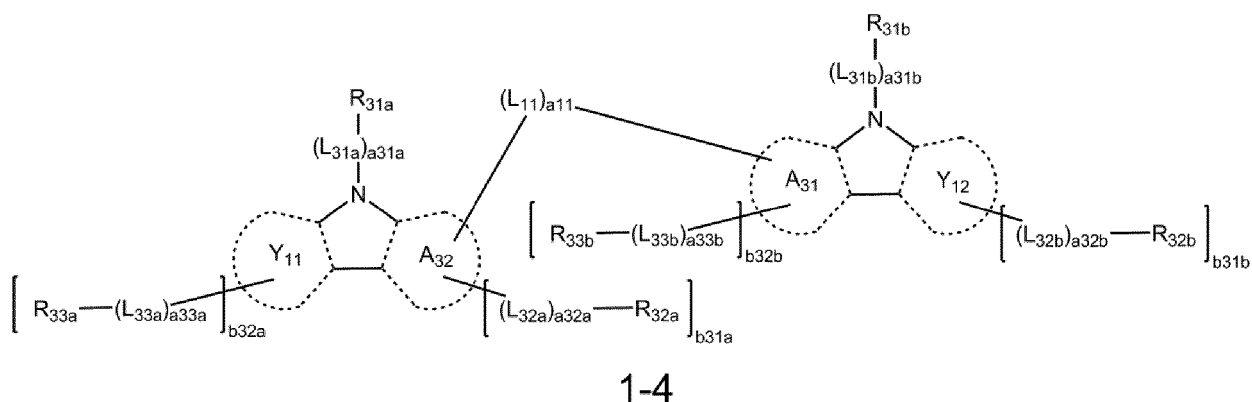 R31b
(L31b)a31b
N
R31a
(L31a)a31a
N
(L11)a11
A31
Y12
[ R33b—(L33b)a33b ]b32b
[ (L32b)a32b—R32b ]b31b
Y11
A32
[ R33a—(L33a)a33a ]b32a
[ (L32a)a32a—R32a ]b31a
1-4